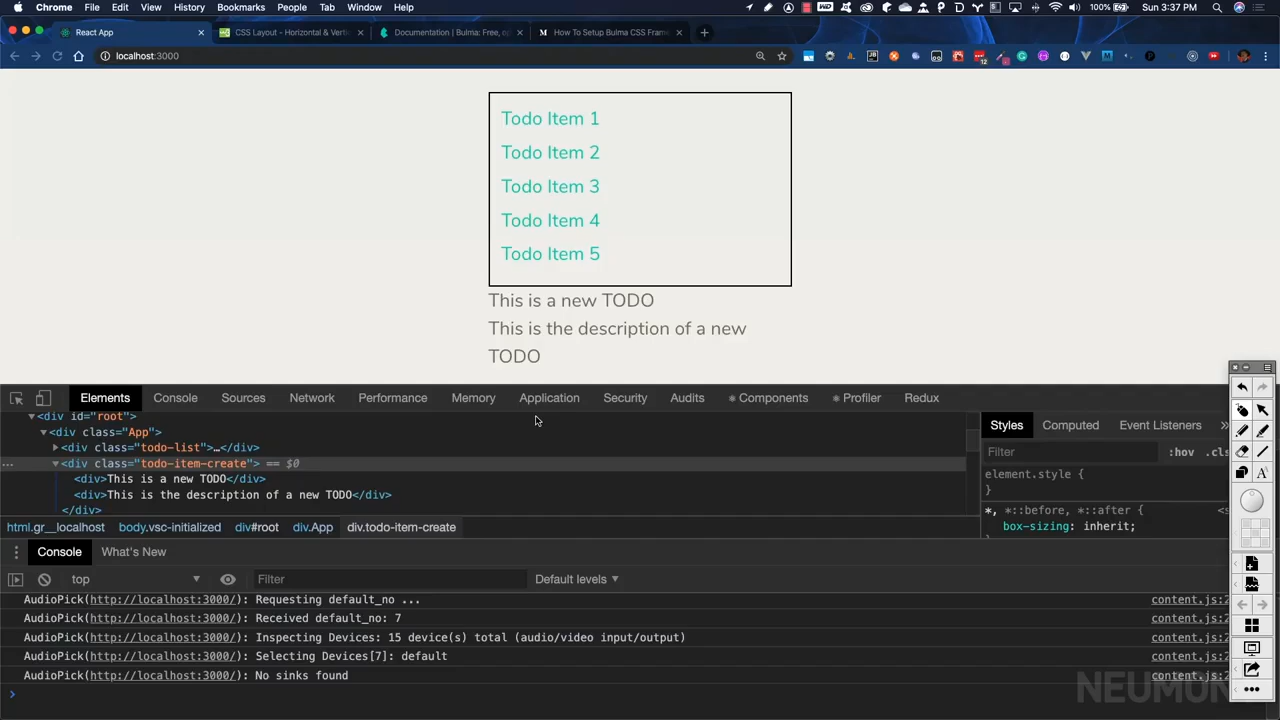 Chrome File Edit View History Bookmarks People Tab Window Help 100% Sun 3:37 PM
React App CSS Layout - Horizontal & Vertic Documentation | Bulma: Free, op How To Setup Bulma CSS Fram
localhost:3000
Todo Item 1
Todo Item 2
Todo Item 3
Todo Item 4
Todo Item 5
This is a new TODO
This is the description of a new
TODO
Elements Console Sources Network Performance Memory Application Security Audits Components Profiler Redux
<div id="root">
<div class="App">
<div class="todo-list">…</div>
<div class="todo-item-create"> == $0
<div>This is a new TODO</div>
<div>This is the description of a new TODO</div>
</div>
html.gr__localhost body.vsc-initialized div#root div.App div.todo-item-create
Styles Computed Event Listeners »
Filter :hov .cls
element.style {
}
*, *::before, *::after { <s
box-sizing: inherit;
Console What's New
top Filter Default levels
AudioPick(http://localhost:3000/): Requesting default_no ... content.js:2
AudioPick(http://localhost:3000/): Received default_no: 7 content.js:2
AudioPick(http://localhost:3000/): Inspecting Devices: 15 device(s) total (audio/video input/output) content.js:2
AudioPick(http://localhost:3000/): Selecting Devices[7]: default content.js:2
AudioPick(http://localhost:3000/): No sinks found content.js:2
NEUMON